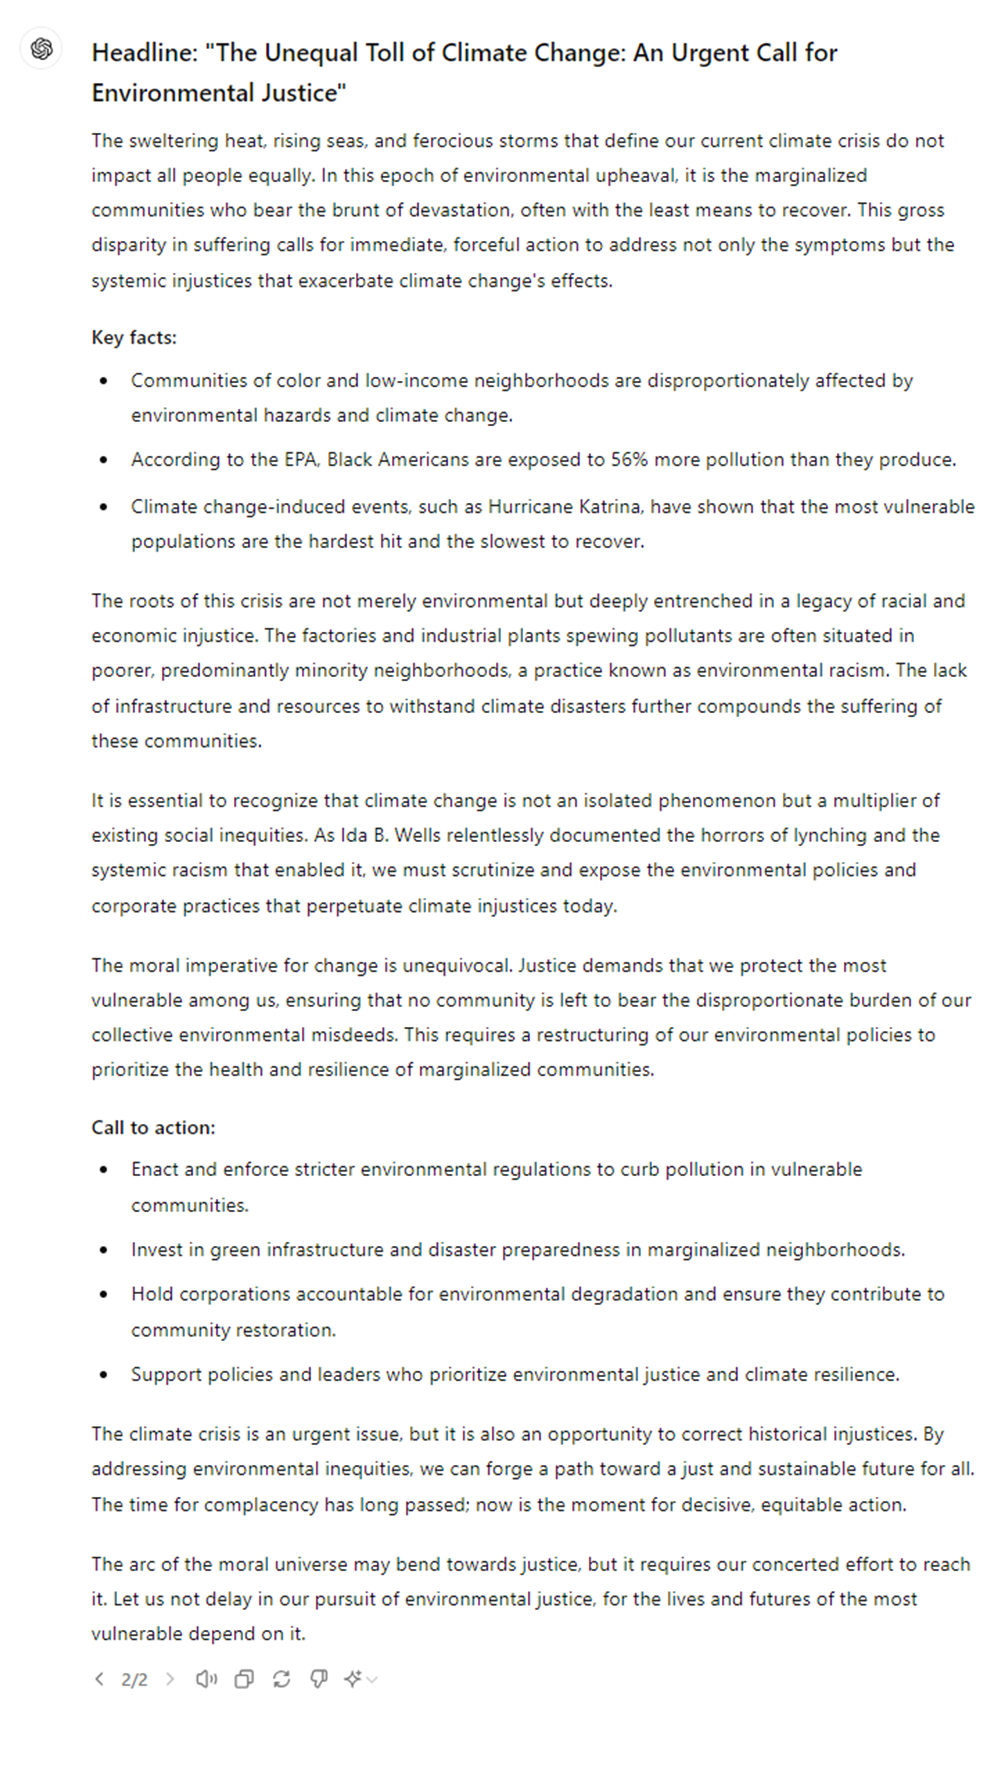 Headline: "The Unequal Toll of Climate Change: An Urgent Call for
Environmental Justice"
The sweltering heat, rising seas, and ferocious storms that define our current climate crisis do not
impact all people equally. In this epoch of environmental upheaval, it is the marginalized
communities who bear the brunt of devastation, often with the least means to recover. This gross
disparity in suffering calls for immediate, forceful action to address not only the symptoms but the
systemic injustices that exacerbate climate change's effects.
Key facts:
• Communities of color and low-income neighborhoods are disproportionately affected by
environmental hazards and climate change.
• According to the EPA, Black Americans are exposed to 56% more pollution than they produce.
• Climate change-induced events, such as Hurricane Katrina, have shown that the most vulnerable
populations are the hardest hit and the slowest to recover.
The roots of this crisis are not merely environmental but deeply entrenched in a legacy of racial and
economic injustice. The factories and industrial plants spewing pollutants are often situated in
poorer, predominantly minority neighborhoods, a practice known as environmental racism. The lack
of infrastructure and resources to withstand climate disasters further compounds the suffering of
these communities.
It is essential to recognize that climate change is not an isolated phenomenon but a multiplier of
existing social inequities. As Ida B. Wells relentlessly documented the horrors of lynching and the
systemic racism that enabled it, we must scrutinize and expose the environmental policies and
corporate practices that perpetuate climate injustices today.
The moral imperative for change is unequivocal. Justice demands that we protect the most
vulnerable among us, ensuring that no community is left to bear the disproportionate burden of our
collective environmental misdeeds. This requires a restructuring of our environmental policies to
prioritize the health and resilience of marginalized communities.
Call to action:
• Enact and enforce stricter environmental regulations to curb pollution in vulnerable
communities.
• Invest in green infrastructure and disaster preparedness in marginalized neighborhoods.
• Hold corporations accountable for environmental degradation and ensure they contribute to
community restoration.
• Support policies and leaders who prioritize environmental justice and climate resilience.
The climate crisis is an urgent issue, but it is also an opportunity to correct historical injustices. By
addressing environmental inequities, we can forge a path toward a just and sustainable future for all.
The time for complacency has long passed; now is the moment for decisive, equitable action.
The arc of the moral universe may bend towards justice, but it requires our concerted effort to reach
it. Let us not delay in our pursuit of environmental justice, for the lives and futures of the most
vulnerable depend on it.
2/2